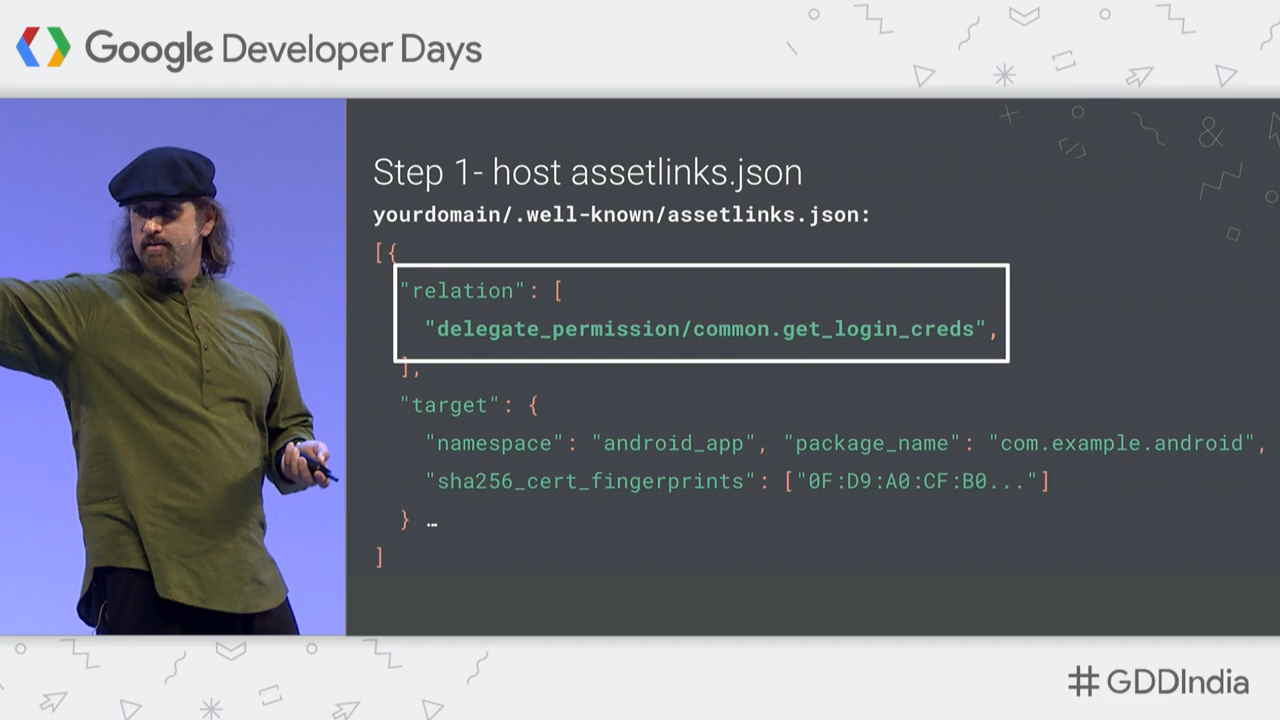 Google Developer Days
Step 1- host assetlinks.json
yourdomain/.well-known/assetlinks.json:
[{
"relation": [
"delegate_permission/common.get_login_creds",
],
"target": {
"namespace": "android_app", "package_name": "com.example.android",
"sha256_cert_fingerprints": ["0F:D9:A0:CF:B0..."]
} …
]
#GDDIndia